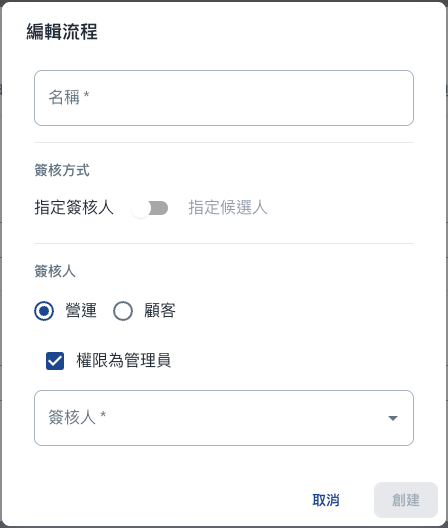 編輯流程
名稱 *
簽核方式
指定簽核人 指定候選人
簽核人
營運 顧客
權限為管理員
簽核人 *
取消 創建